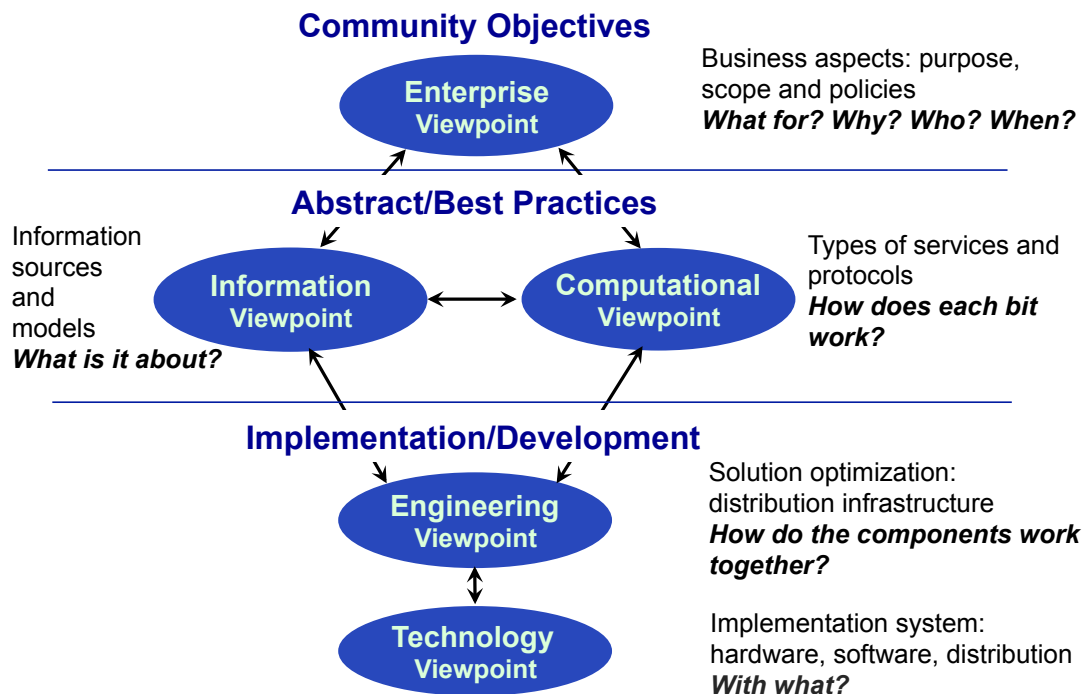 Community Objectives
Enterprise
Viewpoint
Business aspects: purpose,
scope and policies
What for? Why? Who? When?
Abstract/Best Practices
Information
sources
and
models
What is it about?
Information
Viewpoint
Computational
Viewpoint
Types of services and
protocols
How does each bit
work?
Implementation/Development
Engineering
Viewpoint
Solution optimization:
distribution infrastructure
How do the components work
together?
Technology
Viewpoint
Implementation system:
hardware, software, distribution
With what?